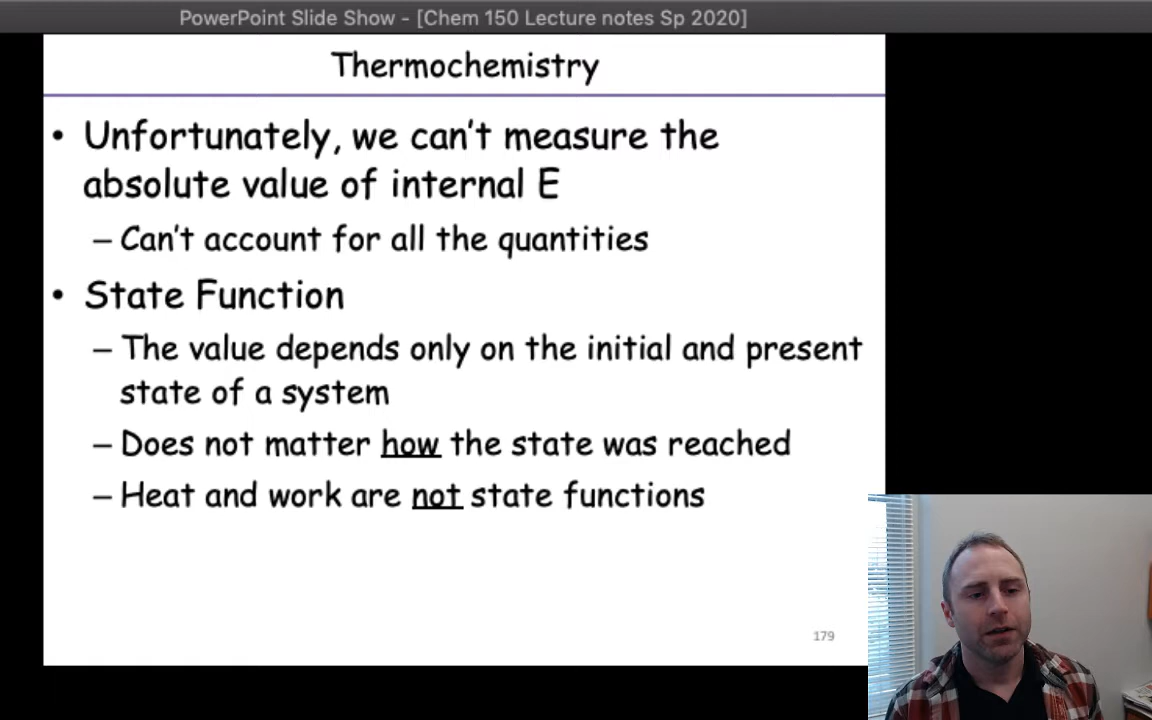 PowerPoint Slide Show - [Chem 150 Lecture notes Sp 2020]
Thermochemistry
• Unfortunately, we can't measure the
absolute value of internal E
– Can't account for all the quantities
• State Function
– The value depends only on the initial and present
state of a system
– Does not matter how the state was reached
– Heat and work are not state functions
179